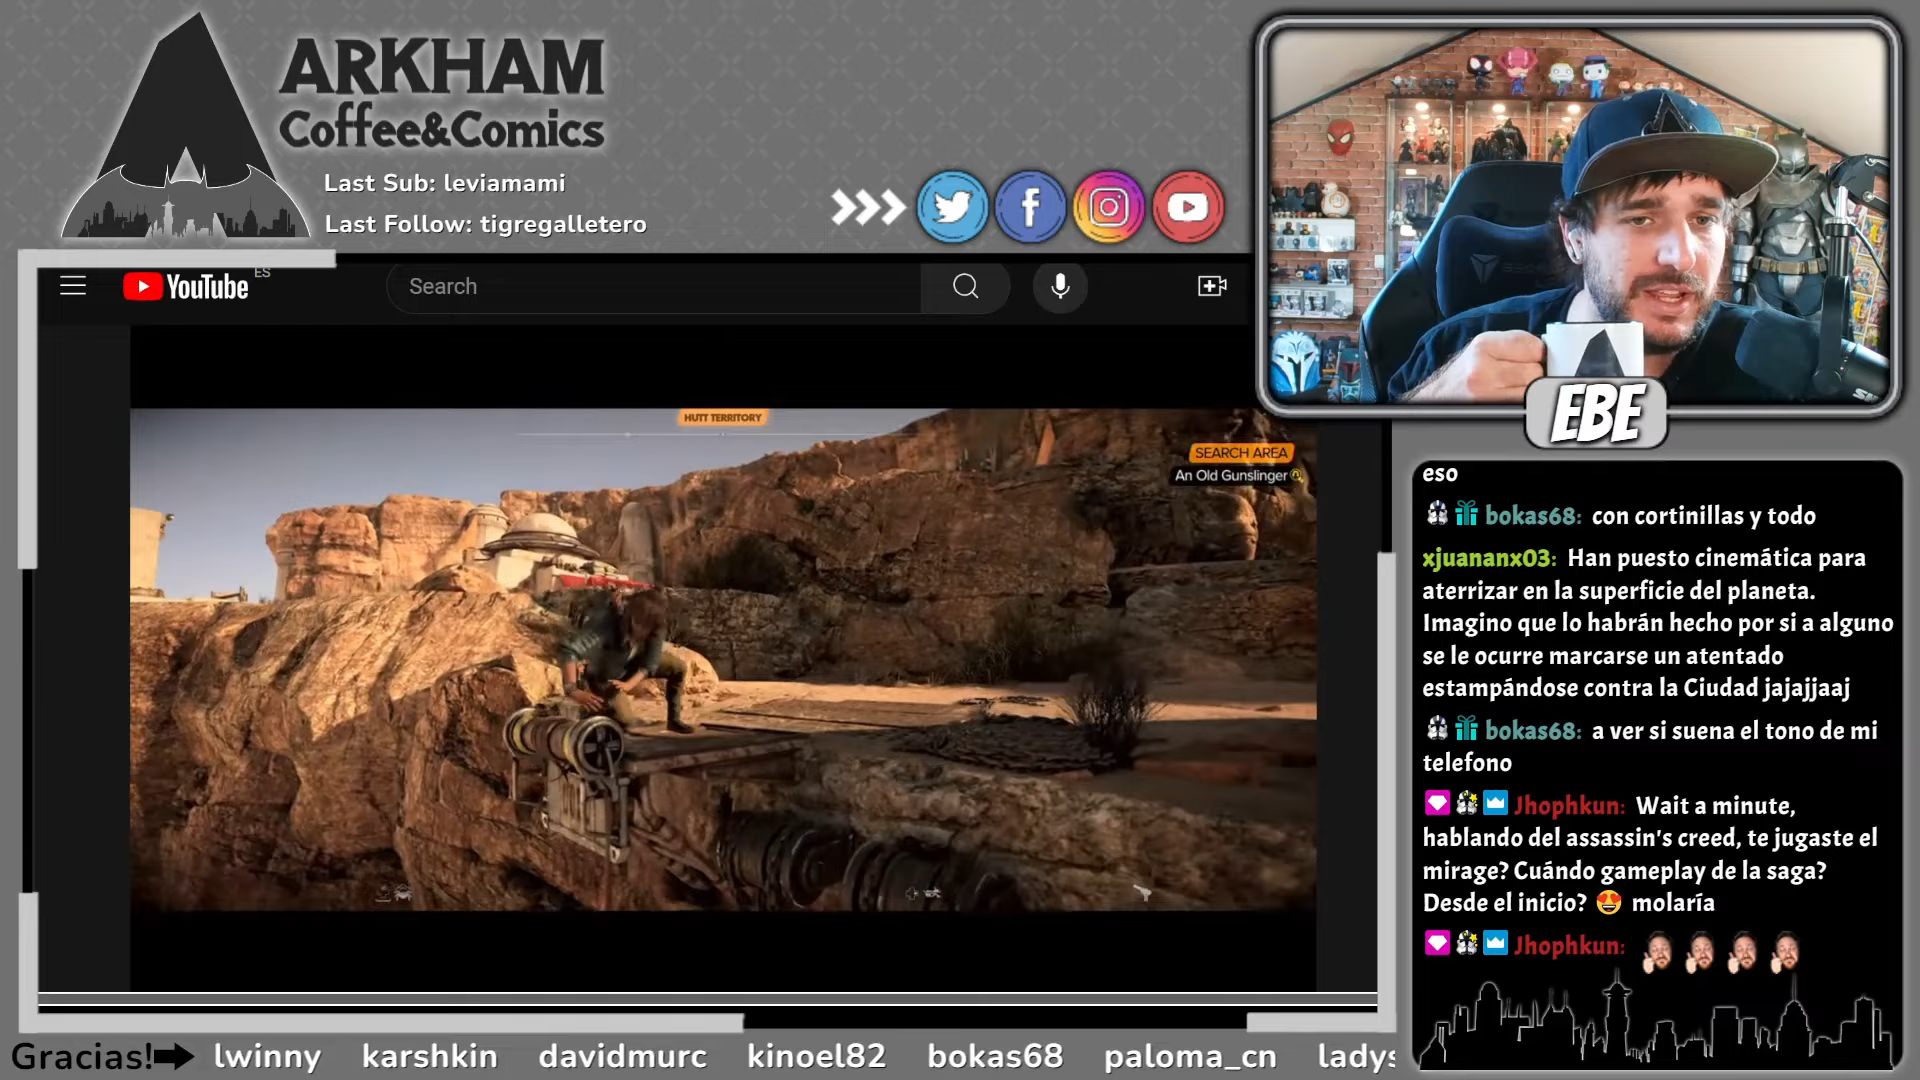 ARKHAM
Coffee&Comics
Last Sub: leviamami
Last Follow: tigregalletero
YouTube ES
Search
HUTT TERRITORY
SEARCH AREA
An Old Gunslinger
EBE
eso
bokas68: con cortinillas y todo
xjuananx03: Han puesto cinemática para
aterrizar en la superficie del planeta.
Imagino que lo habrán hecho por si a alguno
se le ocurre marcarse un atentado
estampándose contra la Ciudad jajajjaaj
bokas68: a ver si suena el tono de mi
telefono
Jhophkun: Wait a minute,
hablando del assassin's creed, te jugaste el
mirage? Cuándo gameplay de la saga?
Desde el inicio? 😍 molaría
Jhophkun:
Gracias! lwinny karshkin davidmurc kinoel82 bokas68 paloma_cn ladys